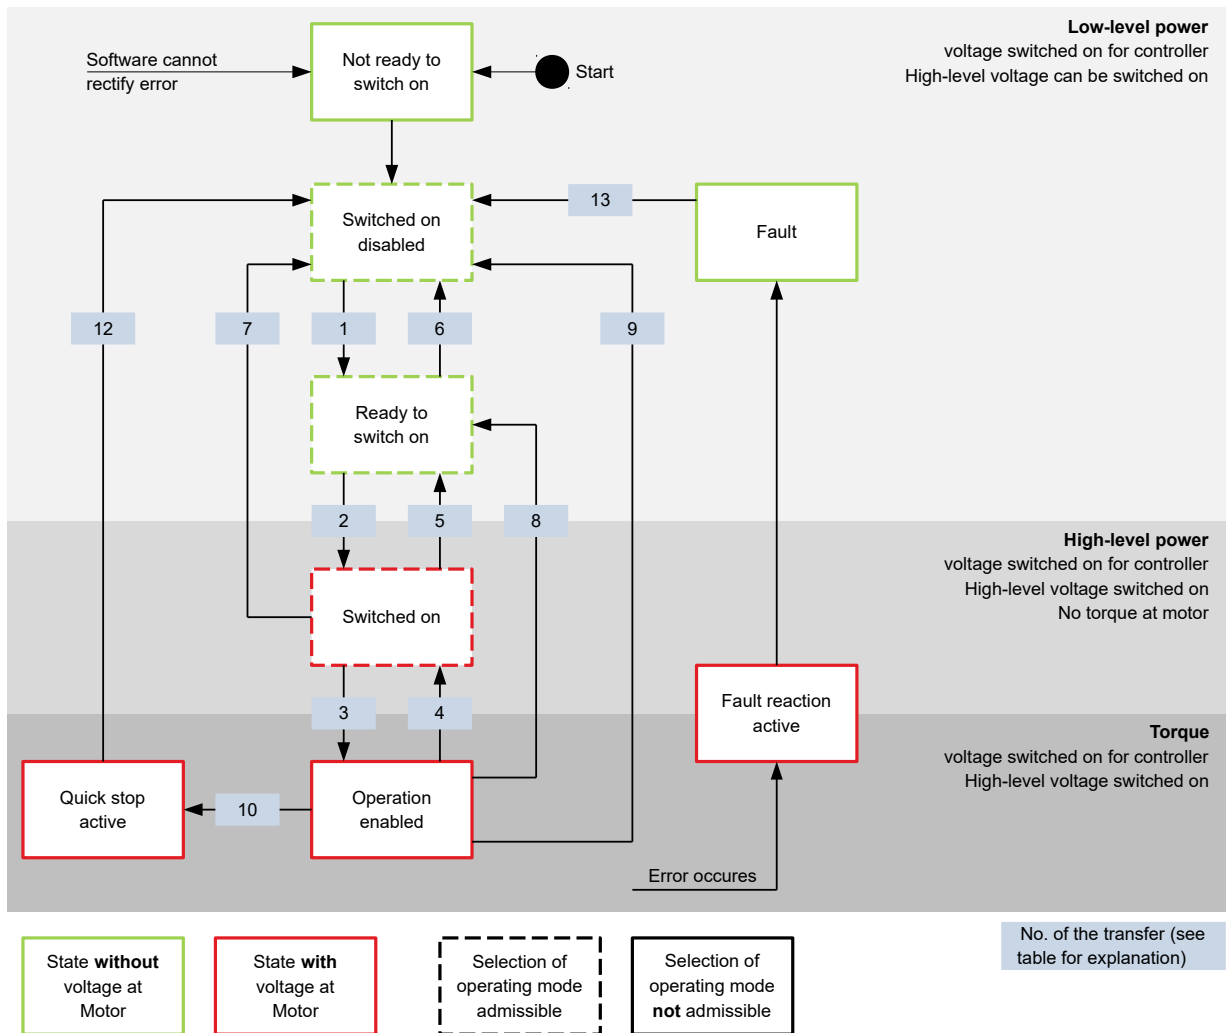 Low-level power
voltage switched on for controller
High-level voltage can be switched on
Software cannot
rectify error
Not ready to
switch on
Start
Switched on
disabled
13
Fault
12
7
1
6
9
Ready to
switch on
2
5
8
High-level power
voltage switched on for controller
High-level voltage switched on
No torque at motor
Switched on
Fault reaction
active
3
4
Torque
voltage switched on for controller
High-level voltage switched on
Quick stop
active
10
Operation
enabled
Error occures
State without
voltage at
Motor
State with
voltage at
Motor
Selection of
operating mode
admissible
Selection of
operating mode
not admissible
No. of the transfer (see
table for explanation)